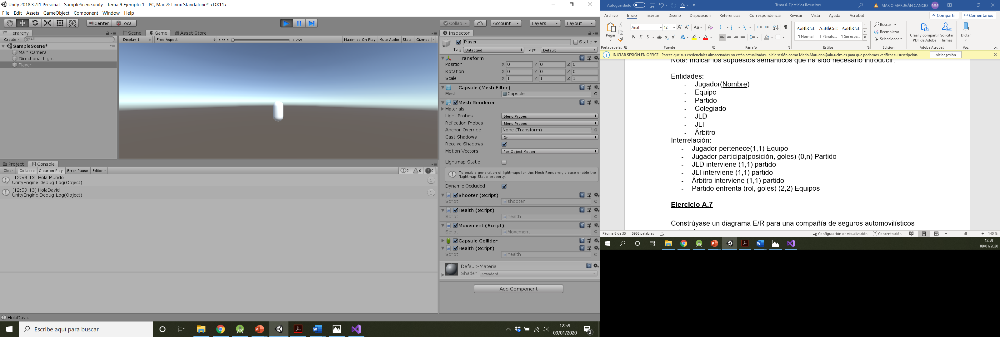 Unity 2018.3.7f1 Personal - SampleScene.unity - Tema 9 Ejemplo 1 - PC, Mac & Linux Standalone* <DX11>
File Edit Assets GameObject Component Window Help
Center Local
Collab Account Layers Layout
Hierarchy
Create All
SampleScene*
Main Camera
Directional Light
Player
Scene Game Asset Store
Display 1 Free Aspect Scale 1,25x Maximize On Play Mute Audio Stats Gizmos
Project Console
Clear Collapse Clear on Play Error Pause Editor 2 0 0
[12:59:13] Hola Mundo
UnityEngine.Debug:Log(Object)
1
[12:59:13] HolaDavid
UnityEngine.Debug:Log(Object)
1
HolaDavid
Inspector
Player Static
Tag Untagged Layer Default
Transform
Position X 0 Y 0 Z 0
Rotation X 0 Y 0 Z 0
Scale X 1 Y 1 Z 1
Capsule (Mesh Filter)
Mesh Capsule
Mesh Renderer
Materials
Light Probes Blend Probes
Reflection Probes Blend Probes
Anchor Override None (Transform)
Cast Shadows On
Receive Shadows
Motion Vectors Per Object Motion
Lightmap Static
To enable generation of lightmaps for this Mesh Renderer, please enable the
'Lightmap Static' property.
Dynamic Occluded
Shooter (Script)
Script shooter
Health (Script)
Script health
Movement (Script)
Script Movement
Capsule Collider
Health (Script)
Script health
Default-Material
Shader Standard
Add Component
Escribe aquí para buscar
12:59
09/01/2020
2
Autoguardado Tema 6. Ejercicios Resueltos MARIO MARUGÁN CANCIO MM
Archivo Inicio Insertar Diseño Disposición Referencias Correspondencia Revisar Vista Ayuda Acrobat Compartir Comentarios
Pegar
Arial 12
N K S
AaBbCcI AaBbCcI AaBbCcI
¶ Normal ¶ Párrafo... ¶ Sin espa...
Buscar
Reemplazar
Seleccionar
Crear y compartir PDF de Adobe
Solicitar firmas
Dictar
Portapapeles Fuente Párrafo Estilos Edición Adobe Acrobat Voz
INICIAR SESIÓN EN OFFICE Parece que sus credenciales almacenadas no están actualizadas. Inicie sesión como Mario.Marugan@alu.uclm.es para que podamos verificar su suscripción. Iniciar sesión
Nota: Indicar los supuestos semánticos que ha sido necesario introducir.
Entidades:
- Jugador(Nombre)
- Equipo
- Partido
- Colegiado
- JLD
- JLI
- Árbitro
Interrelación:
- Jugador pertenece(1,1) Equipo
- Jugador participa(posición, goles) (0,n) Partido
- JLD interviene (1,1) partido
- JLI interviene (1,1) partido
- Árbitro interviene (1,1) partido
- Partido enfrenta (rol, goles) (2,2) Equipos
Ejercicio A.7
Constrúyase un diagrama E/R para una compañía de seguros automovilísticos
sabiendo que
Página 8 de 35 5966 palabras Configuración de visualización Concentración 140 %
12:59
09/01/2020